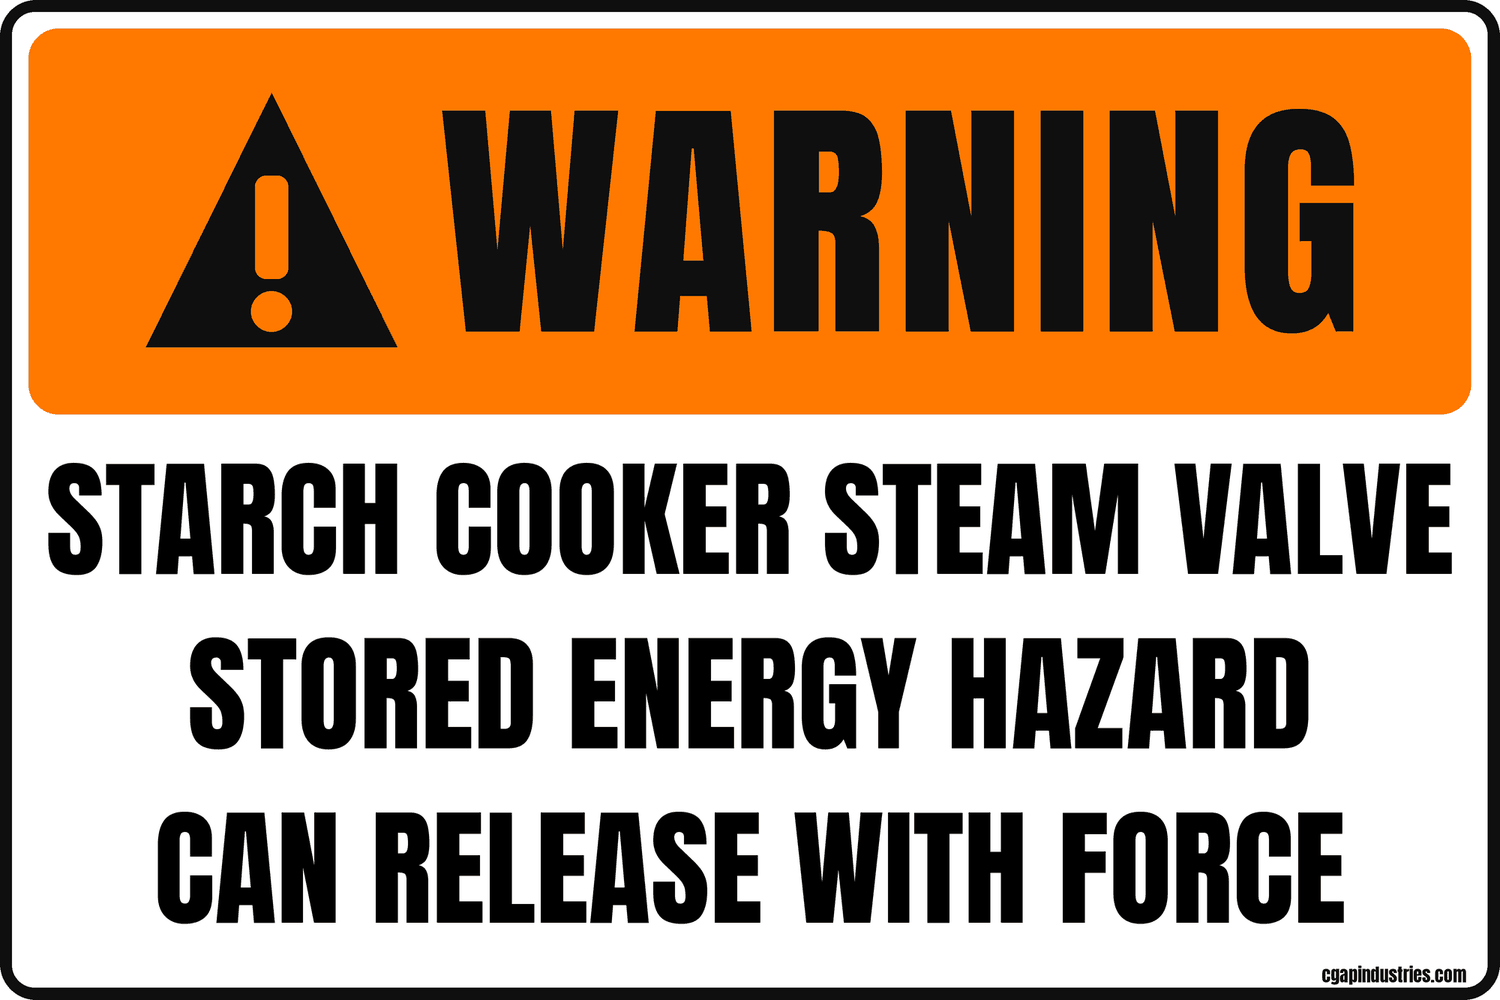 WARNING
STARCH COOKER STEAM VALVE
STORED ENERGY HAZARD
CAN RELEASE WITH FORCE
cgapindustries.com